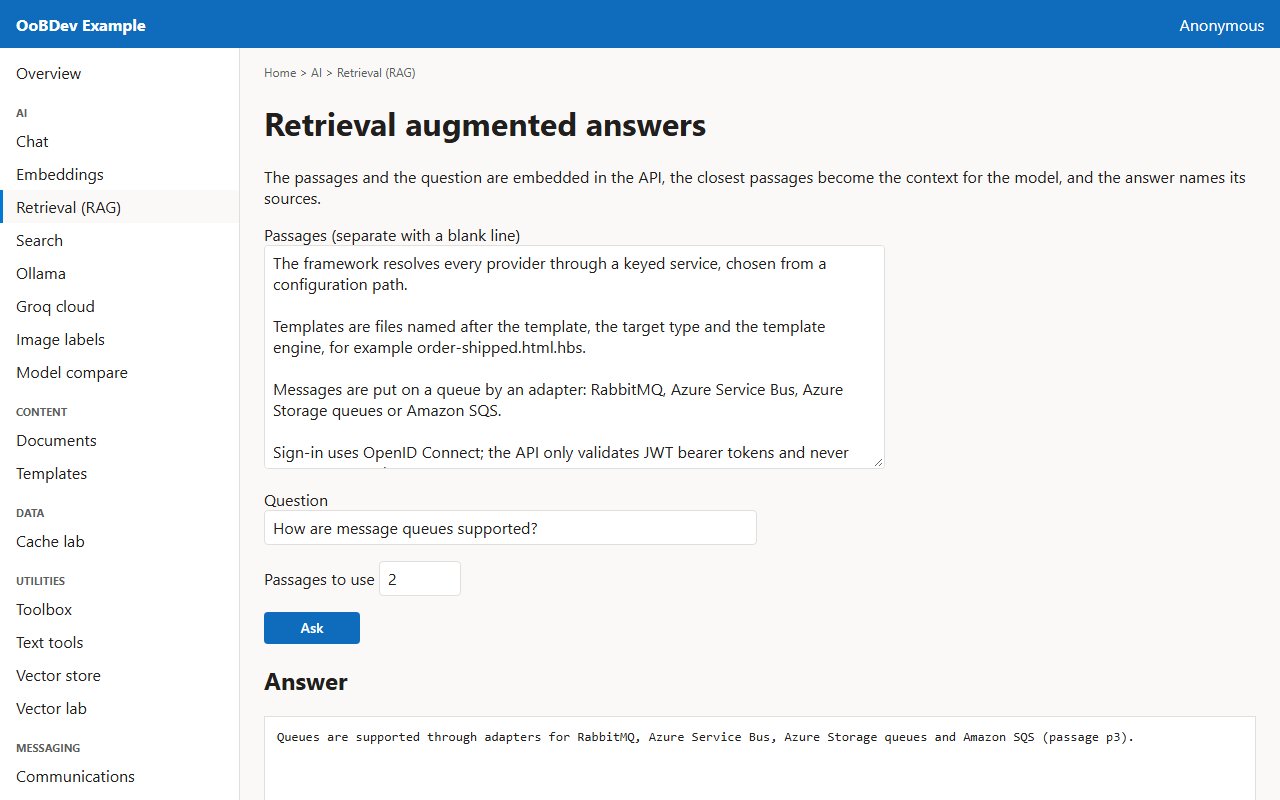 OoBDev Example
Anonymous
Overview
AI
Chat
Embeddings
Retrieval (RAG)
Search
Ollama
Groq cloud
Image labels
Model compare
CONTENT
Documents
Templates
DATA
Cache lab
UTILITIES
Toolbox
Text tools
Vector store
Vector lab
MESSAGING
Communications
Home > AI > Retrieval (RAG)
Retrieval augmented answers
The passages and the question are embedded in the API, the closest passages become the context for the model, and the answer names its
sources.
Passages (separate with a blank line)
The framework resolves every provider through a keyed service, chosen from a
configuration path.
Templates are files named after the template, the target type and the template
engine, for example order-shipped.html.hbs.
Messages are put on a queue by an adapter: RabbitMQ, Azure Service Bus, Azure
Storage queues or Amazon SQS.
Sign-in uses OpenID Connect; the API only validates JWT bearer tokens and never
Question
How are message queues supported?
Passages to use 2
Ask
Answer
Queues are supported through adapters for RabbitMQ, Azure Service Bus, Azure Storage queues and Amazon SQS (passage p3).